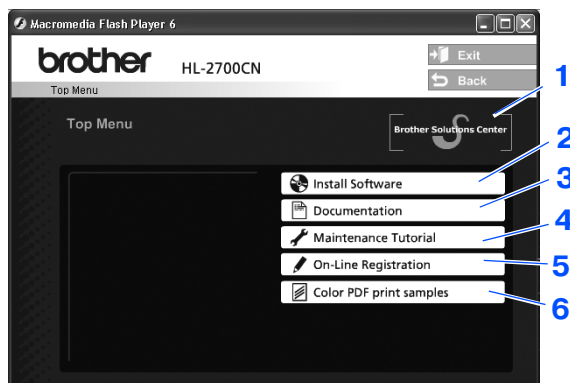 Macromedia Flash Player 6
brother
HL-2700CN
Exit
Back
Top Menu
Top Menu
Brother Solutions Center
Install Software
Documentation
Maintenance Tutorial
On-Line Registration
Color PDF print samples
1
2
3
4
5
6